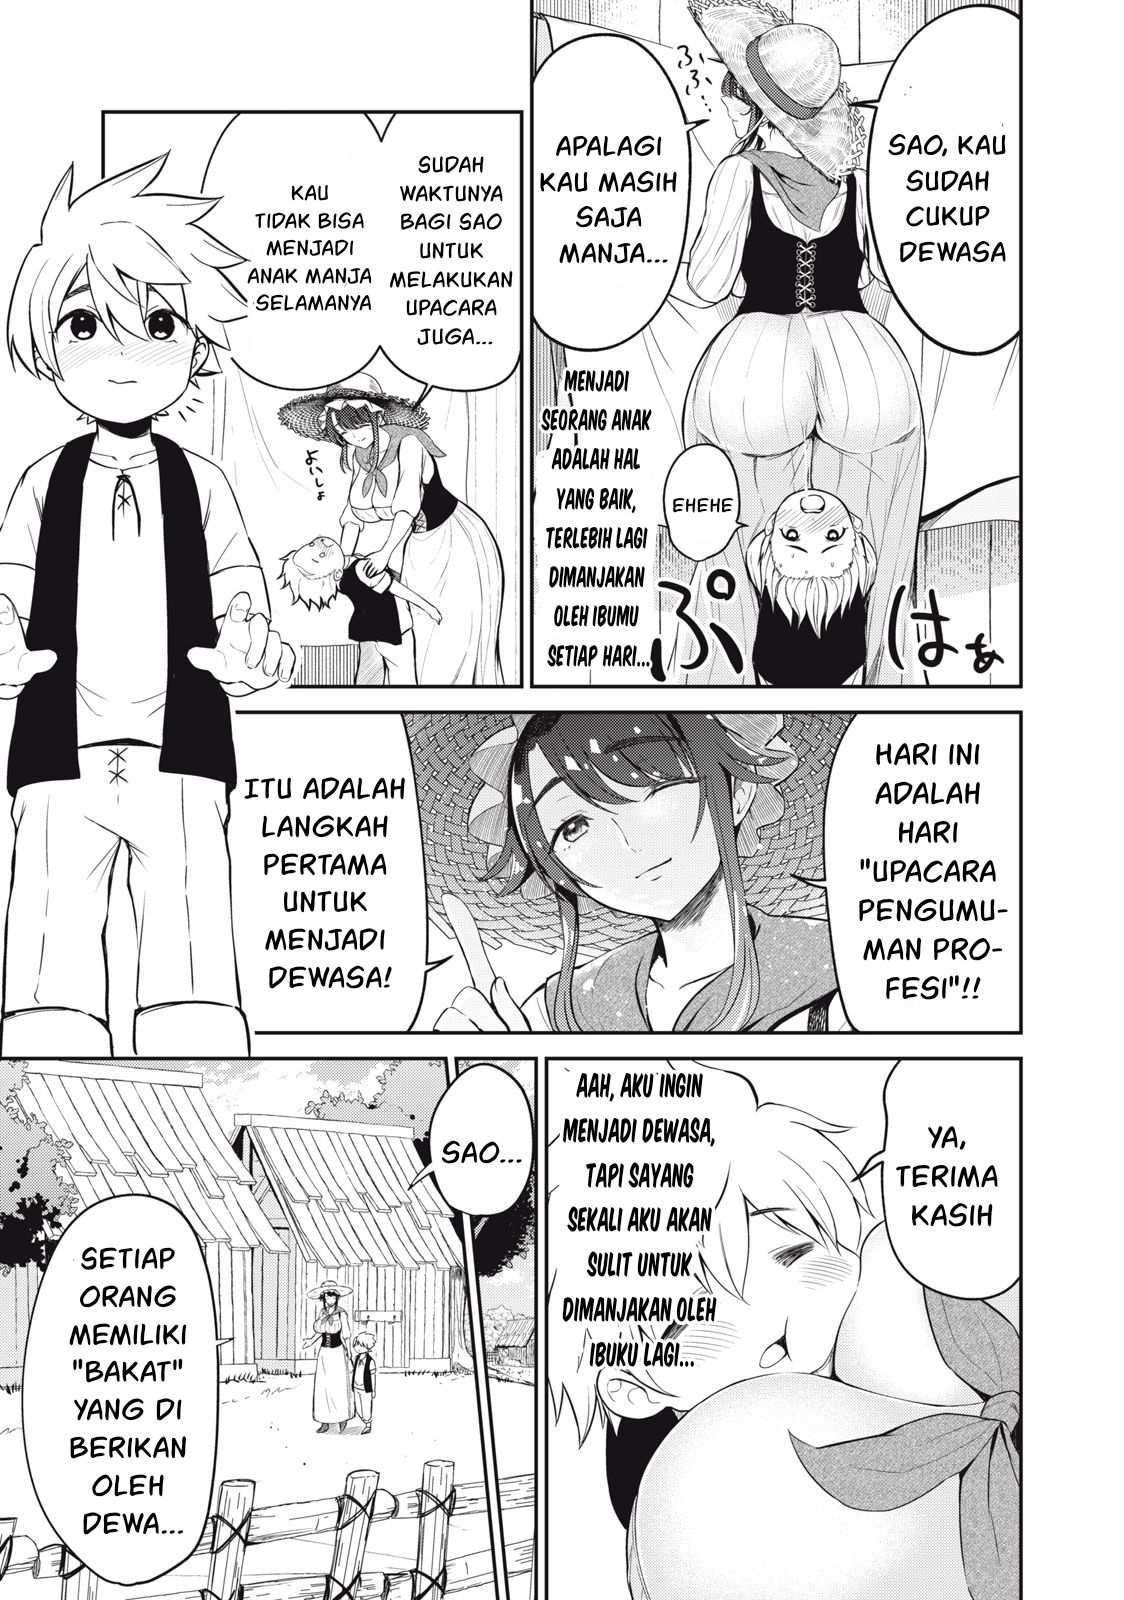 SAO, KAU
SUDAH
CUKUP
DEWASA
ふふ…
APALAGI
KAU MASIH
SAJA
MANJA...
MENJADI
SEORANG ANAK
ADALAH HAL
YANG BAIK,
TERLEBIH LAGI
DIMANJAKAN
OLEH IBUMU
SETIAP HARI...
EHEHE
ぷはぁ
SUDAH
WAKTUNYA
BAGI SAO
UNTUK
MELAKUKAN
UPACARA
JUGA...
KAU
TIDAK BISA
MENJADI
ANAK MANJA
SELAMANYA
よいしょ
HARI INI
ADALAH
HARI
"UPACARA
PENGUMU-
MAN PRO-
FESI"!!
ITU ADALAH
LANGKAH
PERTAMA
UNTUK
MENJADI
DEWASA!
YA,
TERIMA
KASIH
AAH, AKU INGIN
MENJADI DEWASA,
TAPI SAYANG
SEKALI AKU AKAN
SULIT UNTUK
DIMANJAKAN OLEH
IBUKU LAGI...
SAO...
SETIAP
ORANG
MEMILIKI
"BAKAT"
YANG DI
BERIKAN
OLEH
DEWA...